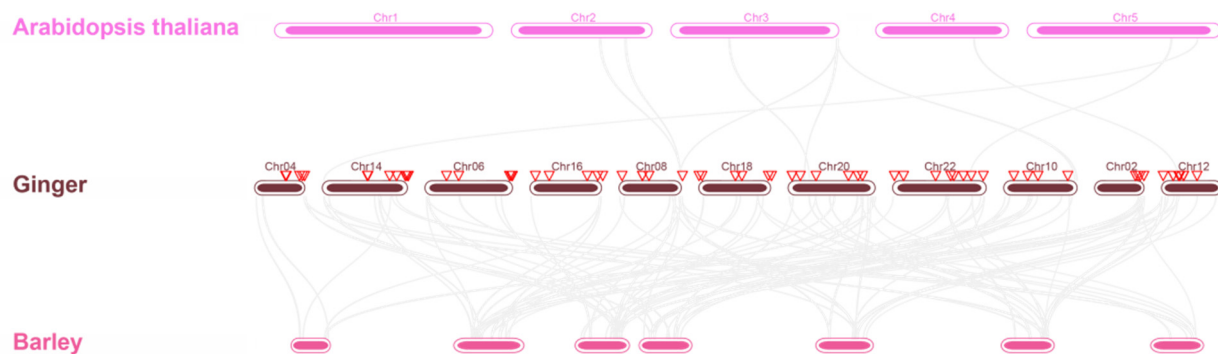 Arabidopsis thaliana Chr1 Chr2 Chr3 Chr4 Chr5
Ginger Chr04 Chr14 Chr06 Chr16 Chr08 Chr18 Chr20 Chr22 Chr10 Chr02 Chr12
Barley